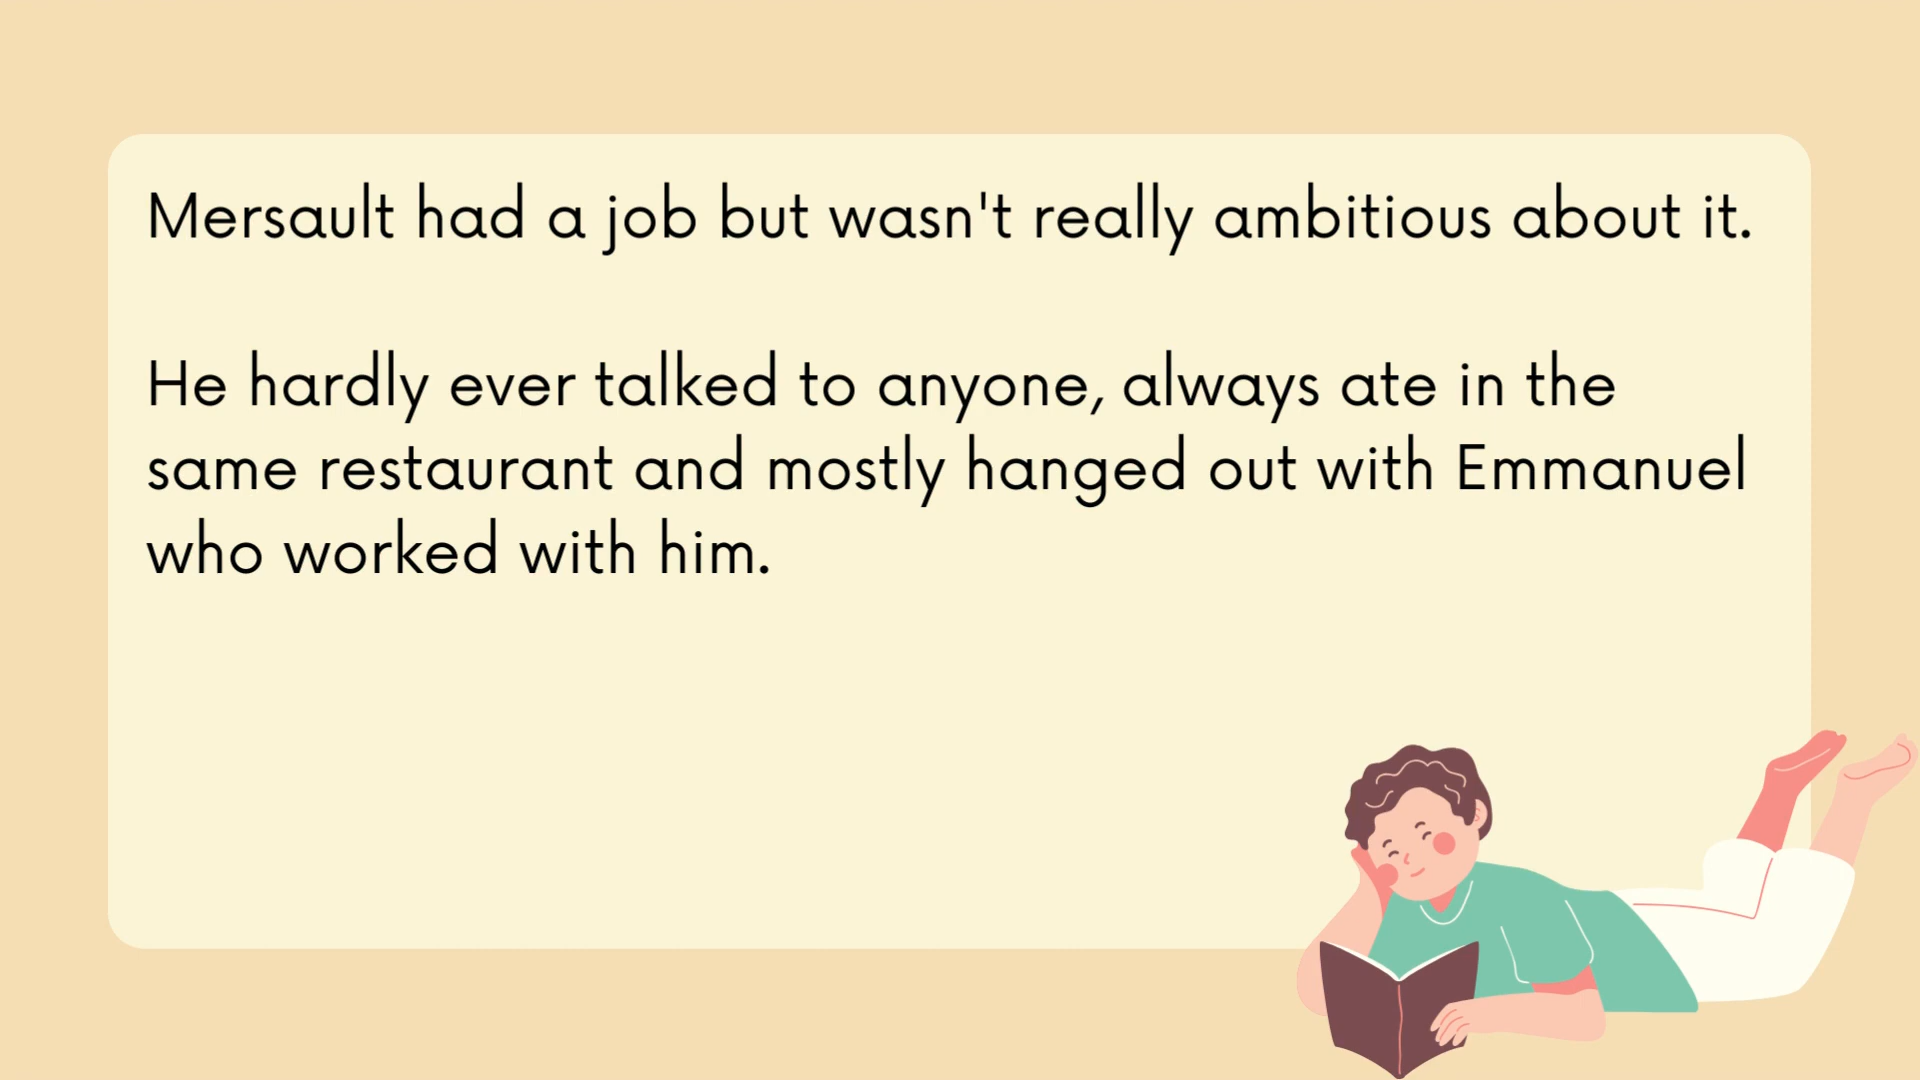 Mersault had a job but wasn't really ambitious about it.
He hardly ever talked to anyone, always ate in the
same restaurant and mostly hanged out with Emmanuel
who worked with him.